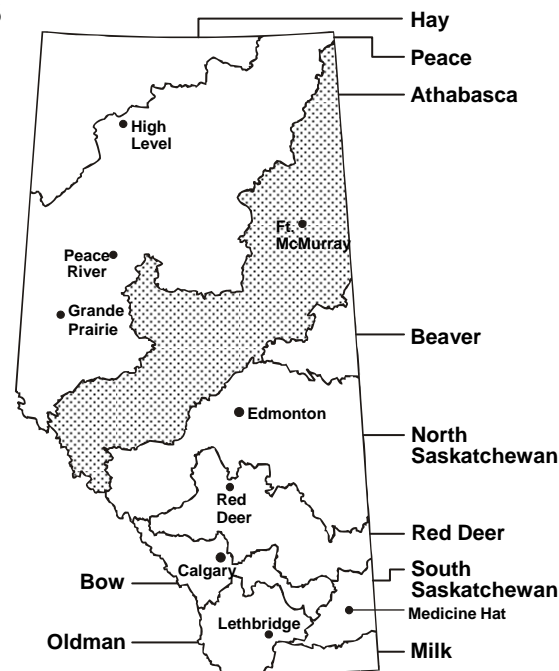 Hay
Peace
Athabasca
High
Level
Ft.
McMurray
Peace
River
Grande
Prairie
Beaver
Edmonton
North
Saskatchewan
Red
Deer
Red Deer
Calgary
South
Saskatchewan
Bow
Medicine Hat
Lethbridge
Oldman
Milk